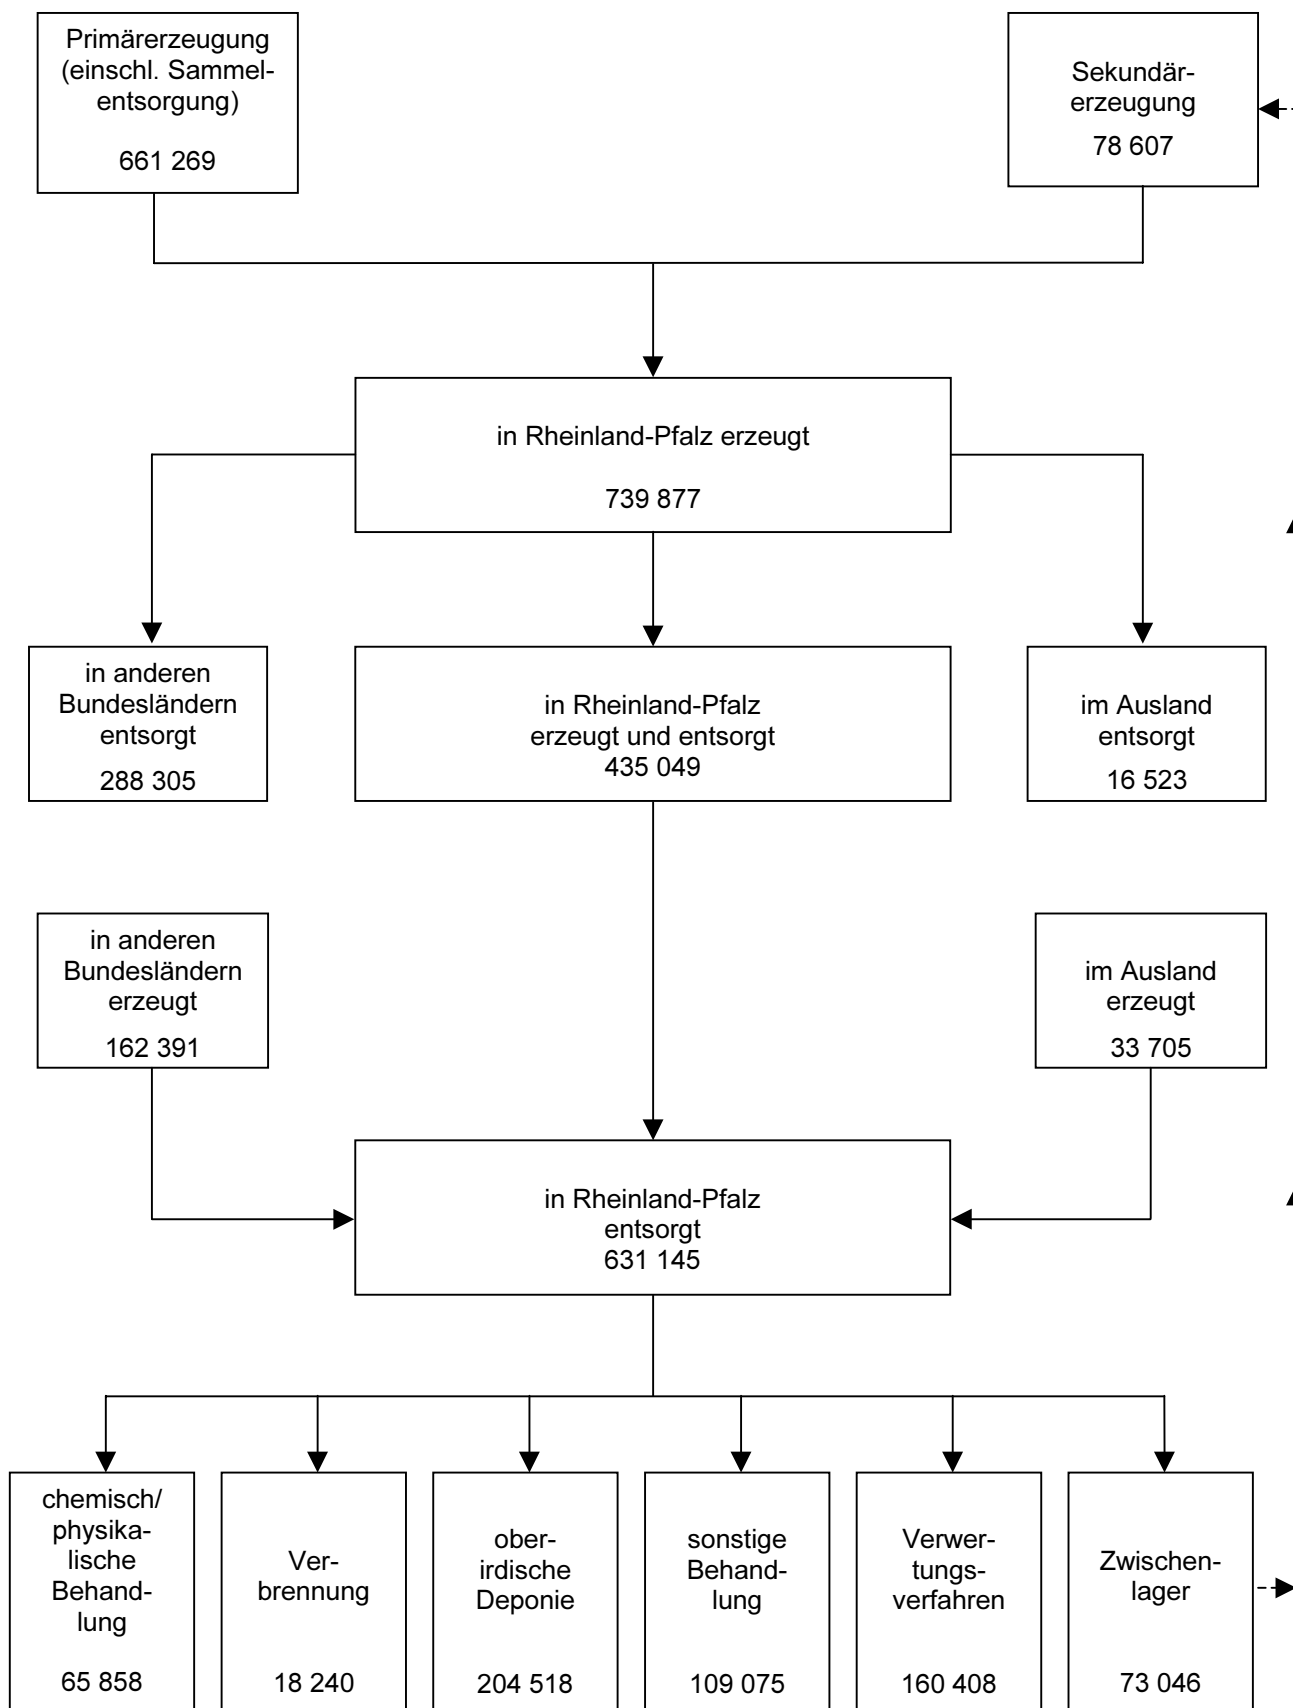 Primärerzeugung
(einschl. Sammel-
entsorgung)
661 269
Sekundär-
erzeugung
78 607
in Rheinland-Pfalz erzeugt
739 877
in anderen
Bundesländern
entsorgt
288 305
in Rheinland-Pfalz
erzeugt und entsorgt
435 049
im Ausland
entsorgt
16 523
in anderen
Bundesländern
erzeugt
162 391
im Ausland
erzeugt
33 705
in Rheinland-Pfalz
entsorgt
631 145
chemisch/
physika-
lische
Behand-
lung
65 858
Ver-
brennung
18 240
ober-
irdische
Deponie
204 518
sonstige
Behand-
lung
109 075
Verwer-
tungs-
verfahren
160 408
Zwischen-
lager
73 046